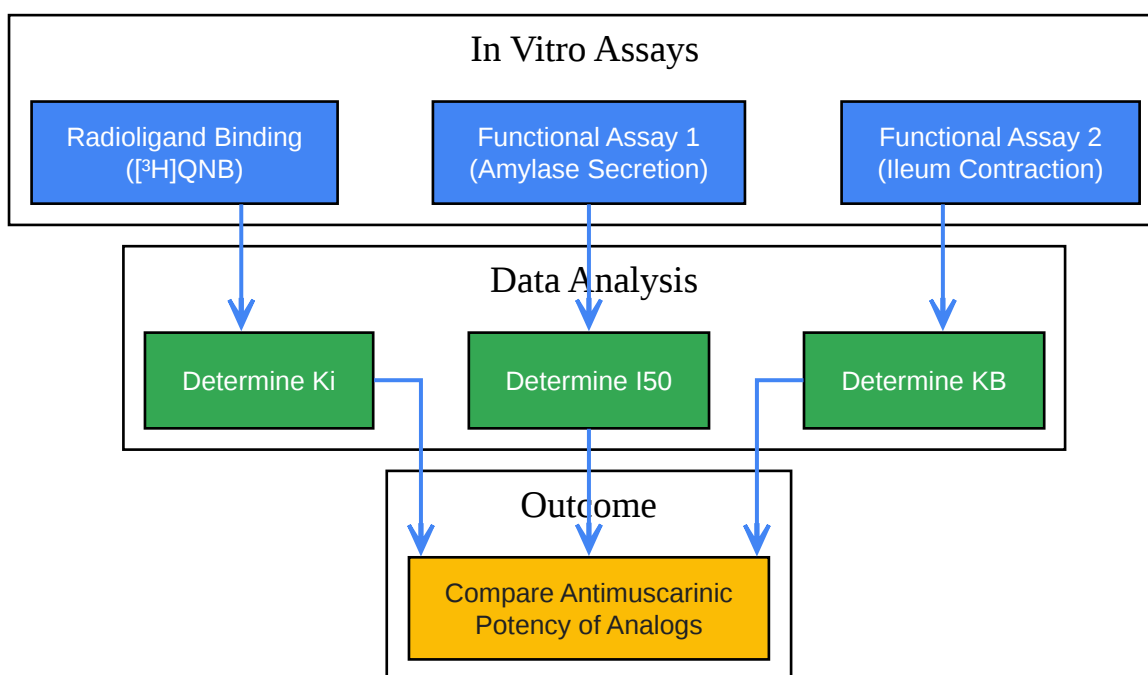 In Vitro Assays
Radioligand Binding
([³H]QNB)
Functional Assay 1
(Amylase Secretion)
Functional Assay 2
(Ileum Contraction)
Data Analysis
Determine Ki
Determine I50
Determine KB
Outcome
Compare Antimuscarinic
Potency of Analogs